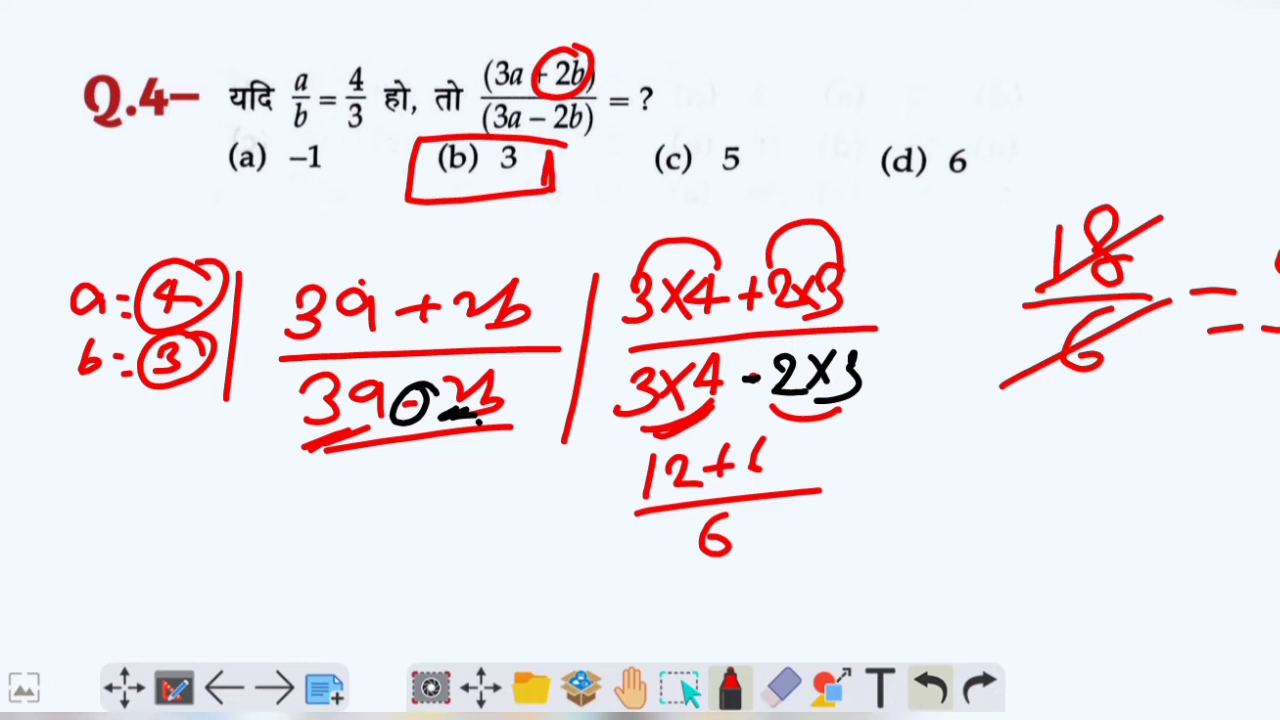 Q.4– यदि a/b = 4/3 हो, तो (3a + 2b)/(3a − 2b) = ?
(a) –1 (b) 3 (c) 5 (d) 6
a = 4
b = 3
3a + 2b
3a - 2b
3×4 + 2×3
3×4 - 2×3
12+6
6
18
6
=
T